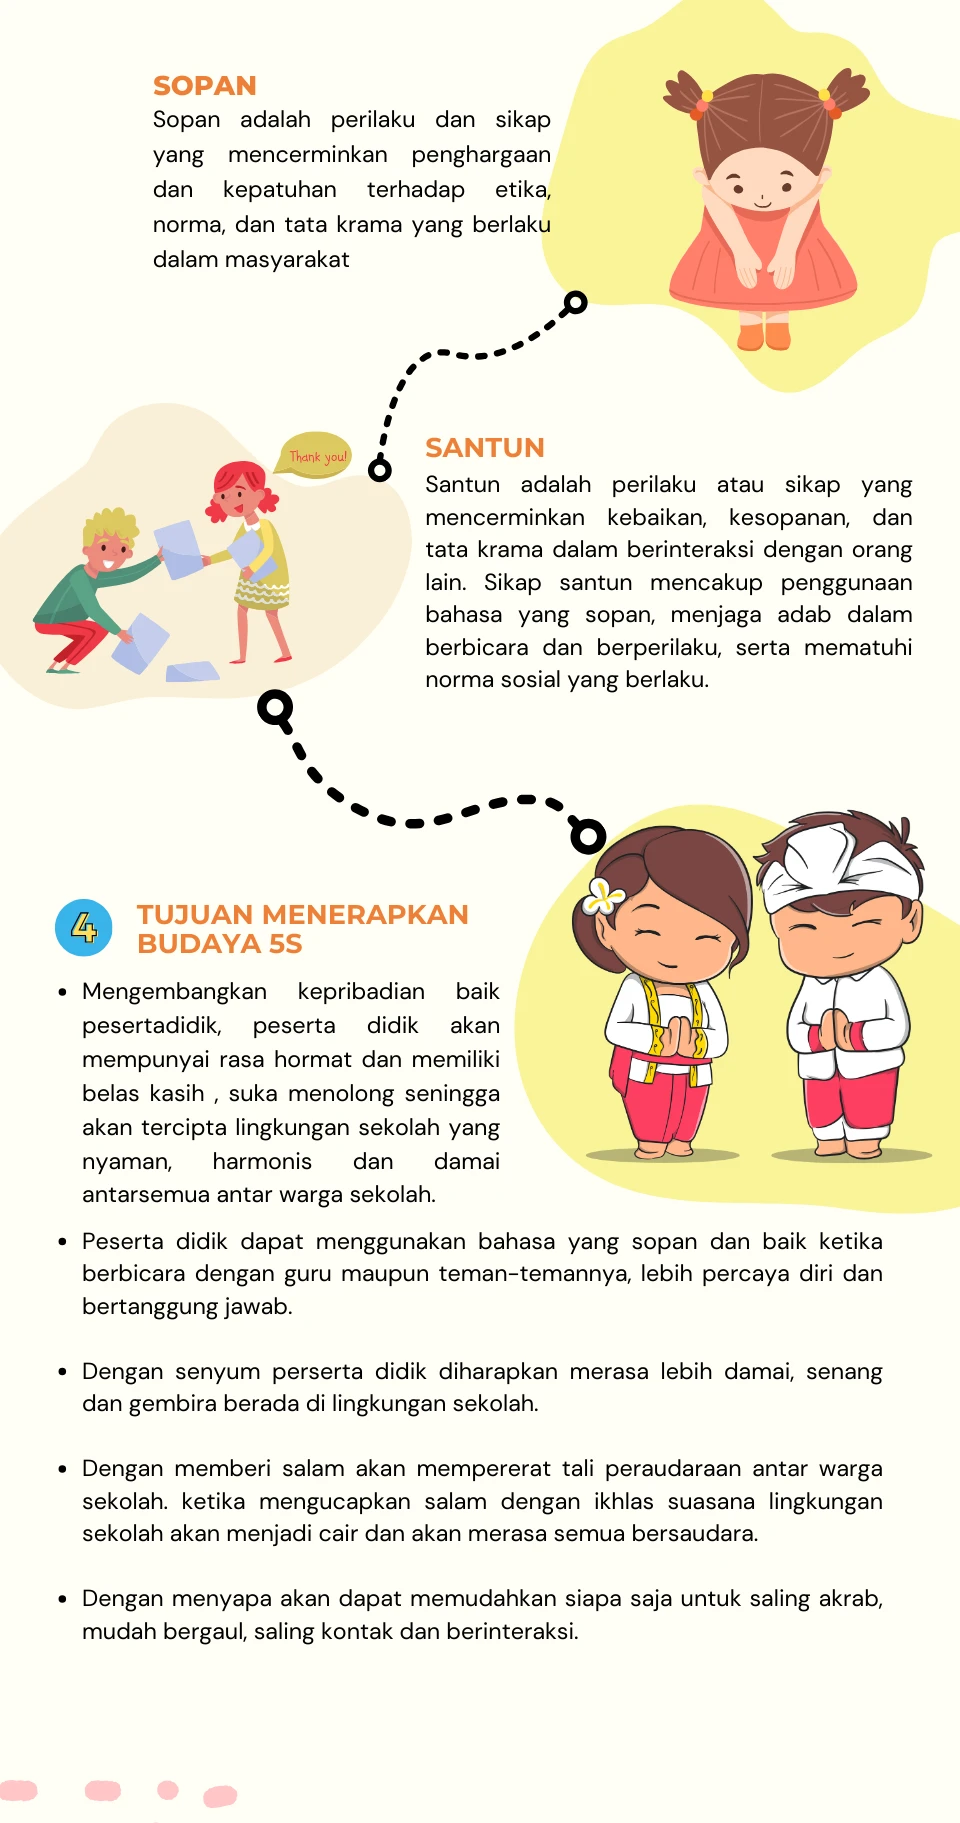 SOPAN
Sopan adalah perilaku dan sikap
yang mencerminkan penghargaan
dan kepatuhan terhadap etika,
norma, dan tata krama yang berlaku
dalam masyarakat
Thank you!
SANTUN
Santun adalah perilaku atau sikap yang
mencerminkan kebaikan, kesopanan, dan
tata krama dalam berinteraksi dengan orang
lain. Sikap santun mencakup penggunaan
bahasa yang sopan, menjaga adab dalam
berbicara dan berperilaku, serta mematuhi
norma sosial yang berlaku.
4
TUJUAN MENERAPKAN
BUDAYA 5S
• Mengembangkan kepribadian baik
pesertadidik, peserta didik akan
mempunyai rasa hormat dan memiliki
belas kasih , suka menolong seningga
akan tercipta lingkungan sekolah yang
nyaman, harmonis dan damai
antarsemua antar warga sekolah.
• Peserta didik dapat menggunakan bahasa yang sopan dan baik ketika
berbicara dengan guru maupun teman-temannya, lebih percaya diri dan
bertanggung jawab.
• Dengan senyum perserta didik diharapkan merasa lebih damai, senang
dan gembira berada di lingkungan sekolah.
• Dengan memberi salam akan mempererat tali peraudaraan antar warga
sekolah. ketika mengucapkan salam dengan ikhlas suasana lingkungan
sekolah akan menjadi cair dan akan merasa semua bersaudara.
• Dengan menyapa akan dapat memudahkan siapa saja untuk saling akrab,
mudah bergaul, saling kontak dan berinteraksi.